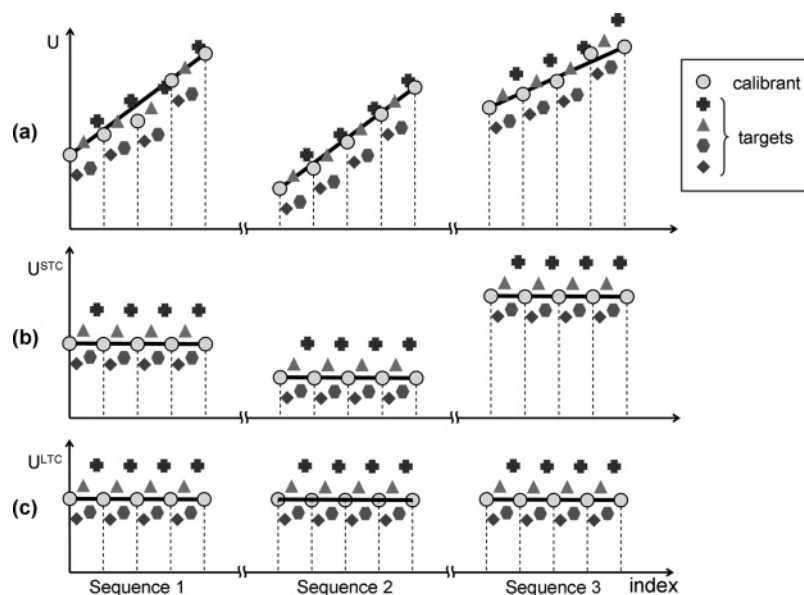 U
(a)
calibrant
targets
U^STC
(b)
U^LTC
(c)
Sequence 1
Sequence 2
Sequence 3
index